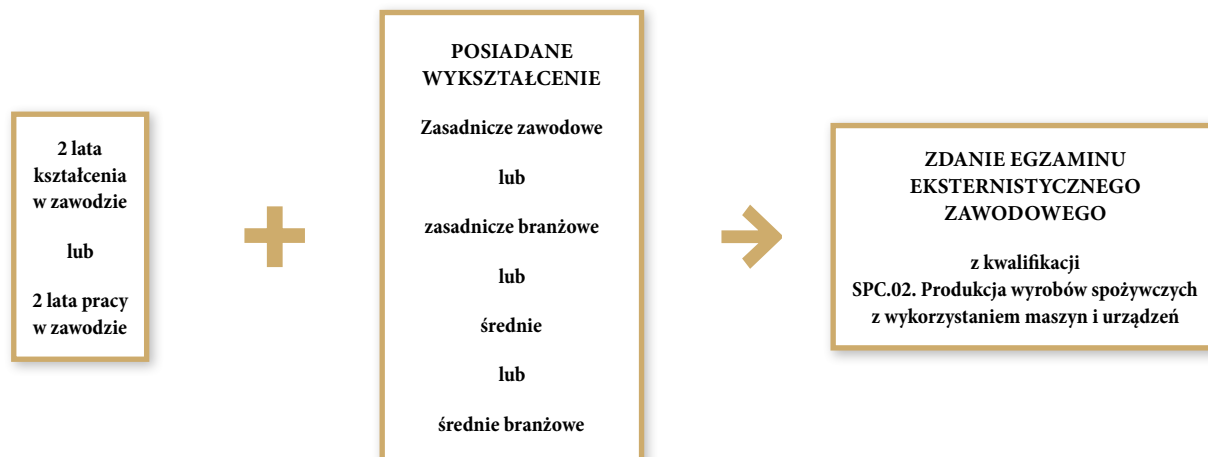 2 lata
kształcenia
w zawodzie
lub
2 lata pracy
w zawodzie
POSIADANE
WYKSZTAŁCENIE
Zasadnicze zawodowe
lub
zasadnicze branżowe
lub
średnie
lub
średnie branżowe
ZDANIE EGZAMINU
EKSTERNISTYCZNEGO
ZAWODOWEGO
z kwalifikacji
SPC.02. Produkcja wyrobów spożywczych
z wykorzystaniem maszyn i urządzeń